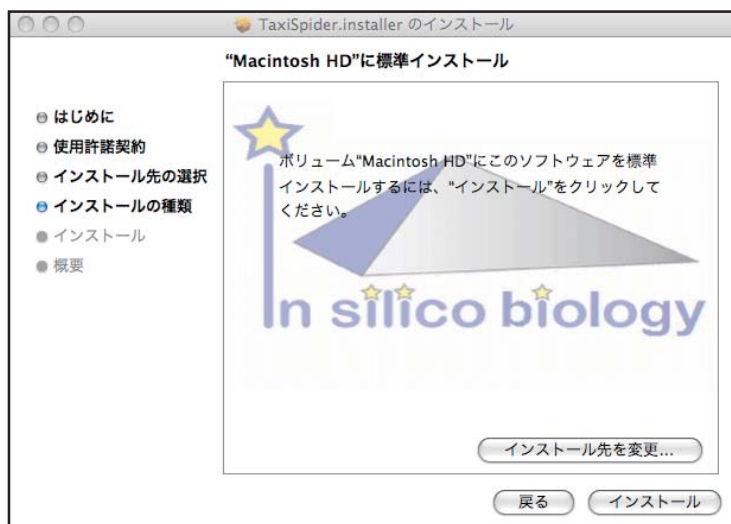 TaxiSpider.installer のインストール
“Macintosh HD”に標準インストール
はじめに
使用許諾契約
インストール先の選択
インストールの種類
インストール
概要
ボリューム“Macintosh HD”にこのソフトウェアを標準
インストールするには、“インストール”をクリックして
ください。
In silico biology
インストール先を変更...
戻る
インストール